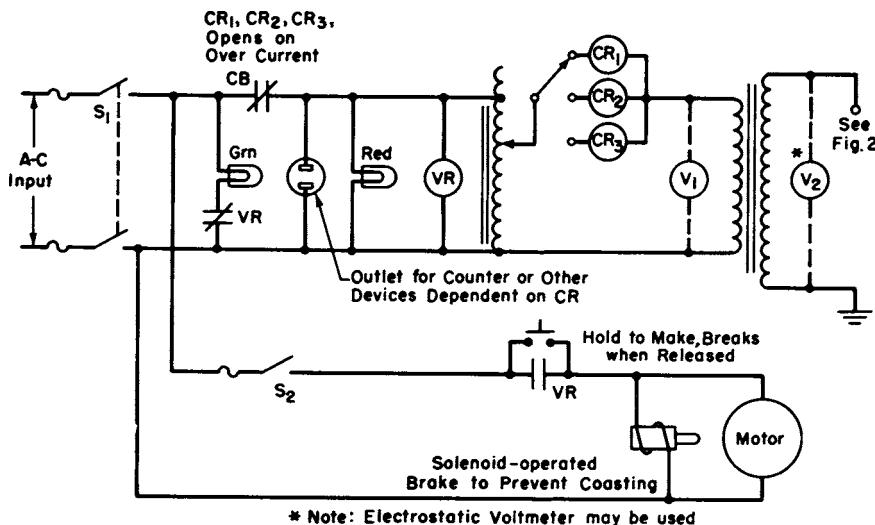 CR1, CR2, CR3,
Opens on
Over Current
CB
S1
A-C
Input
Grn
VR
Red
VR
CR1
CR2
CR3
V1
* V2
See
Fig. 2
Outlet for Counter or Other
Devices Dependent on CR
S2
Hold to Make, Breaks
when Released
VR
Motor
Solenoid-operated
Brake to Prevent Coasting
* Note: Electrostatic Voltmeter may be used